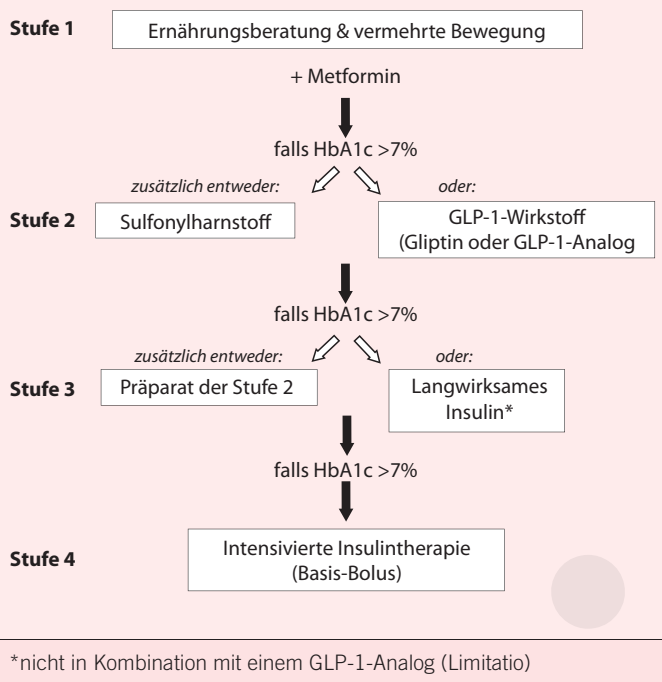 Stufe 1 Ernährungsberatung & vermehrte Bewegung
+ Metformin
falls HbA1c >7%
zusätzlich entweder: oder:
Stufe 2 Sulfonylharnstoff GLP-1-Wirkstoff
(Gliptin oder GLP-1-Analog
falls HbA1c >7%
zusätzlich entweder: oder:
Stufe 3 Präparat der Stufe 2 Langwirksames
Insulin*
falls HbA1c >7%
Stufe 4 Intensivierte Insulintherapie
(Basis-Bolus)
*nicht in Kombination mit einem GLP-1-Analog (Limitatio)